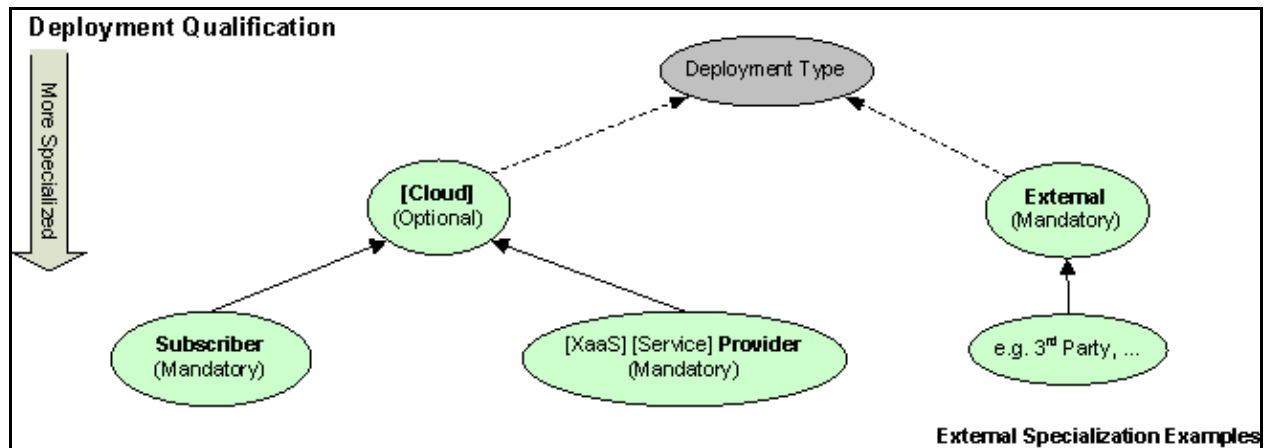 Deployment Qualification
More Specialized
Deployment Type
[Cloud]
(Optional)
External
(Mandatory)
Subscriber
(Mandatory)
[XaaS] [Service] Provider
(Mandatory)
e.g. 3rd Party, ...
External Specialization Examples